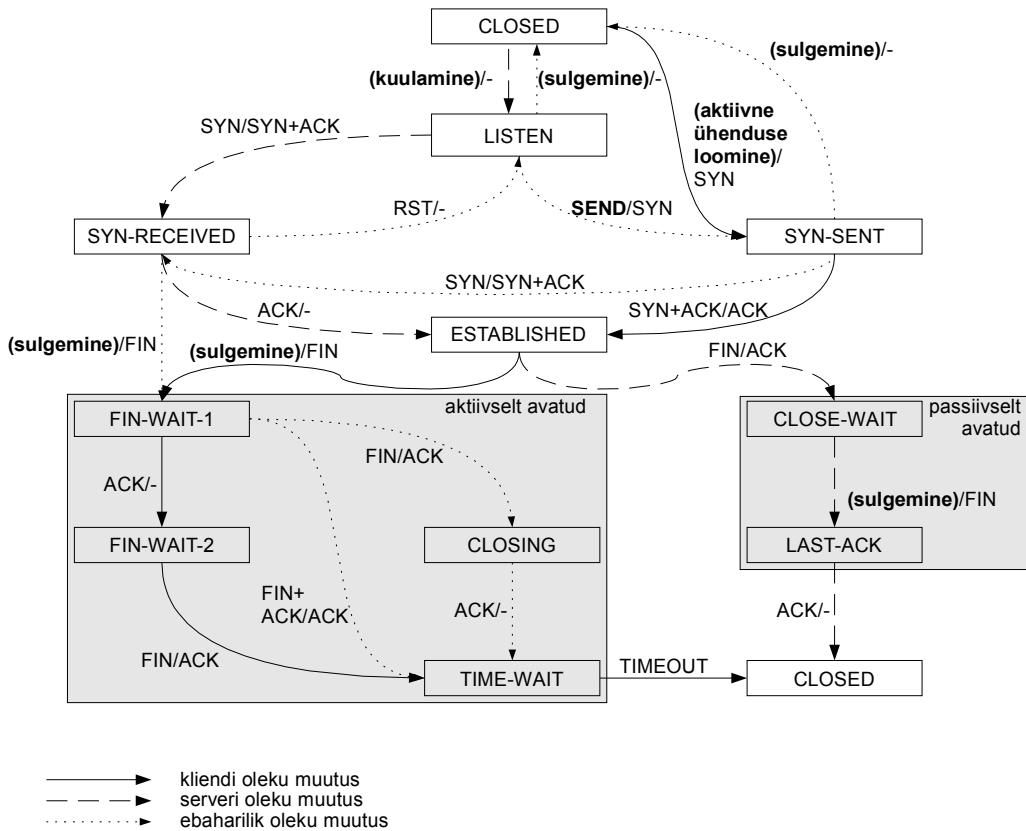 CLOSED
(sulgemine)/-
(kuulamine)/-
(sulgemine)/-
(aktiivne
ühenduse
loomine)/
SYN
SYN/SYN+ACK
LISTEN
RST/-
SEND/SYN
SYN-RECEIVED
SYN-SENT
SYN/SYN+ACK
ACK/-
SYN+ACK/ACK
ESTABLISHED
(sulgemine)/FIN
(sulgemine)/FIN
FIN/ACK
aktiivselt avatud
passiivselt
avatud
FIN-WAIT-1
CLOSE-WAIT
FIN/ACK
ACK/-
(sulgemine)/FIN
FIN-WAIT-2
CLOSING
LAST-ACK
FIN+
ACK/ACK
ACK/-
ACK/-
FIN/ACK
TIME-WAIT
TIMEOUT
CLOSED
kliendi oleku muutus
serveri oleku muutus
ebaharilik oleku muutus